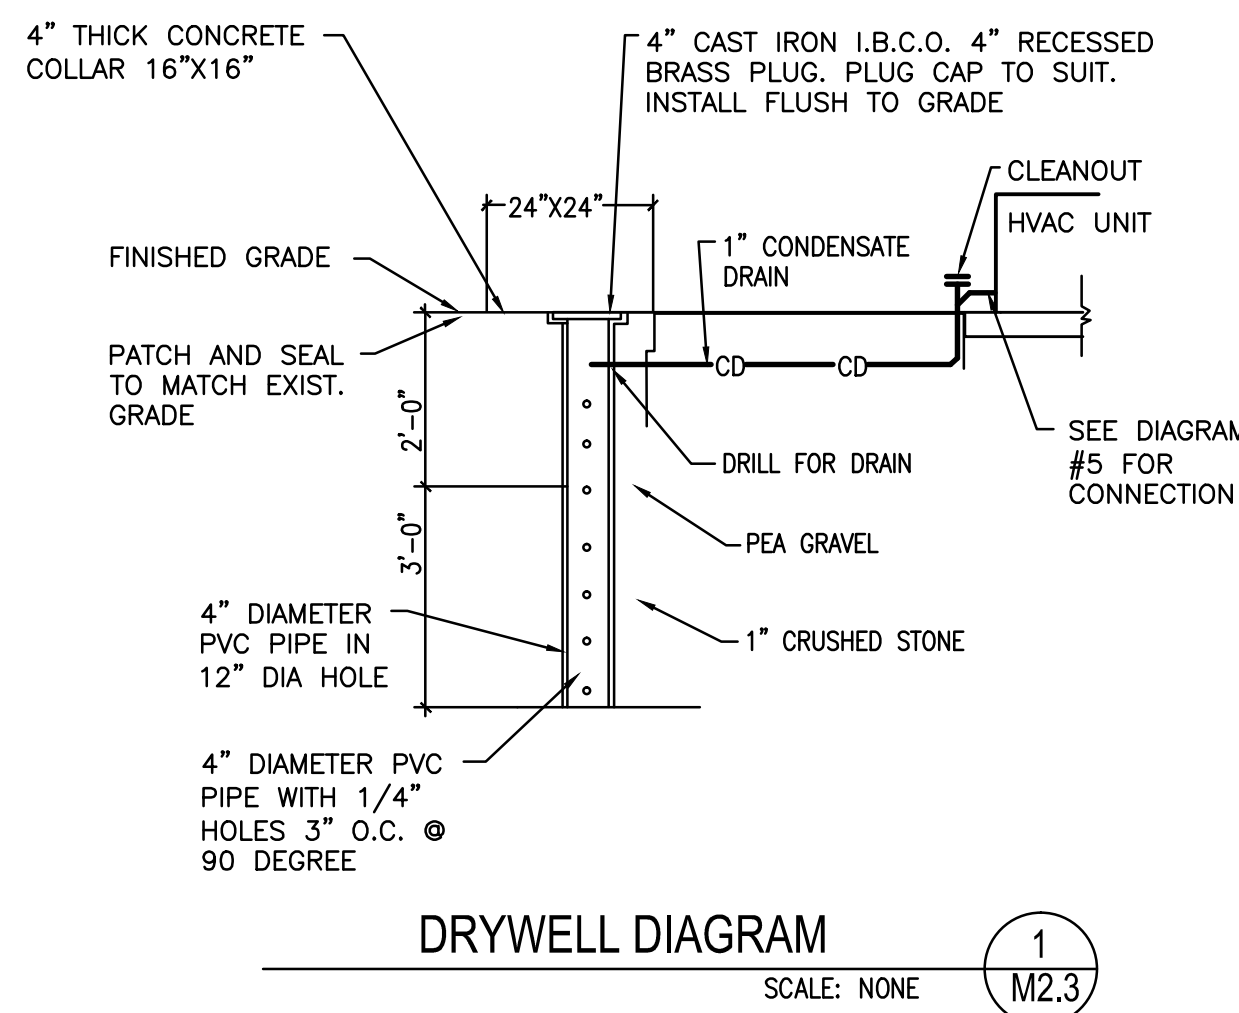 4” THICK CONCRETE
COLLAR 16”X16”
4” CAST IRON I.B.C.O. 4” RECESSED
BRASS PLUG. PLUG CAP TO SUIT.
INSTALL FLUSH TO GRADE
CLEANOUT
24”X24”
HVAC UNIT
1” CONDENSATE
DRAIN
FINISHED GRADE
PATCH AND SEAL
TO MATCH EXIST.
GRADE
CD
CD
2’-0”
SEE DIAGRAM
#5 FOR
CONNECTION
DRILL FOR DRAIN
3’-0”
PEA GRAVEL
4” DIAMETER
PVC PIPE IN
12” DIA HOLE
1” CRUSHED STONE
4” DIAMETER PVC
PIPE WITH 1/4”
HOLES 3” O.C. @
90 DEGREE
DRYWELL DIAGRAM
1
SCALE: NONE
M2.3